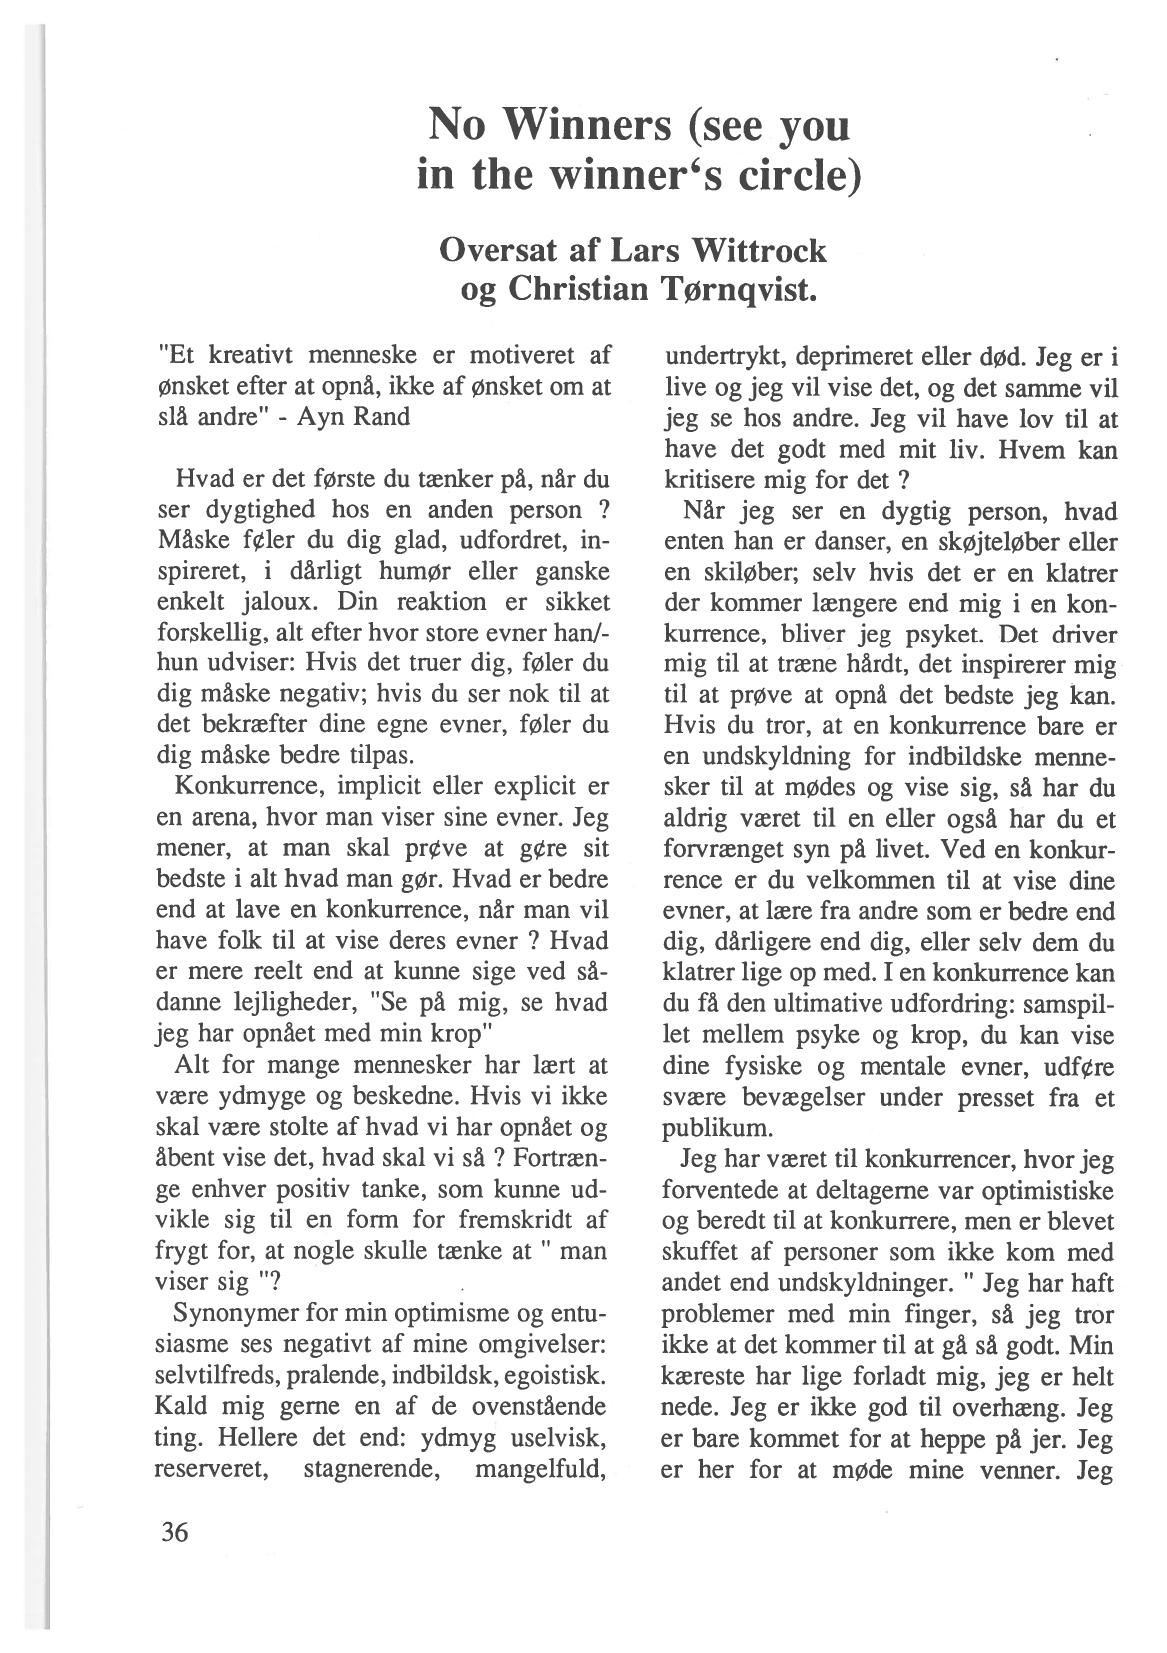 No Winners (see you
in the winner‘s circle)
Oversat af Lars Wittrock
og Christian Tørnqvist.
"Et kreativt menneske er motiveret af
ønsket efter at opnå, ikke af ønsket om at
slå andre" - Ayn Rand
Hvad er det første du tænker på, når du
ser dygtighed hos en anden person ?
Måske føler du dig glad, udfordret, in-
spireret, i dårligt humør eller ganske
enkelt jaloux. Din reaktion er sikket
forskellig, alt efter hvor store evner han/-
hun udviser: Hvis det truer dig, føler du
dig måske negativ; hvis du ser nok til at
det bekræfter dine egne evner, føler du
dig måske bedre tilpas.
Konkurrence, implicit eller explicit er
en arena, hvor man viser sine evner. Jeg
mener, at man skal prøve at gøre sit
bedste i alt hvad man gør. Hvad er bedre
end at lave en konkurrence, når man vil
have folk til at vise deres evner ? Hvad
er mere reelt end at kunne sige ved så-
danne lejligheder, "Se på mig, se hvad
jeg har opnået med min krop"
Alt for mange mennesker har lært at
være ydmyge og beskedne. Hvis vi ikke
skal være stolte af hvad vi har opnået og
åbent vise det, hvad skal vi så ? Fortræn-
ge enhver positiv tanke, som kunne ud-
vikle sig til en form for fremskridt af
frygt for, at nogle skulle tænke at " man
viser sig "?
Synonymer for min optimisme og entu-
siasme ses negativt af mine omgivelser:
selvtilfreds, pralende, indbildsk, egoistisk.
Kald mig gerne en af de ovenstående
ting. Hellere det end: ydmyg uselvisk,
reserveret, stagnerende, mangelfuld,
undertrykt, deprimeret eller død. Jeg er i
live og jeg vil vise det, og det samme vil
jeg se hos andre. Jeg vil have lov til at
have det godt med mit liv. Hvem kan
kritisere mig for det ?
Når jeg ser en dygtig person, hvad
enten han er danser, en skøjteløber eller
en skiløber; selv hvis det er en klatrer
der kommer længere end mig i en kon-
kurrence, bliver jeg psyket. Det driver
mig til at træne hårdt, det inspirerer mig
til at prøve at opnå det bedste jeg kan.
Hvis du tror, at en konkurrence bare er
en undskyldning for indbildske menne-
sker til at mødes og vise sig, så har du
aldrig været til en eller også har du et
forvrænget syn på livet. Ved en konkur-
rence er du velkommen til at vise dine
evner, at lære fra andre som er bedre end
dig, dårligere end dig, eller selv dem du
klatrer lige op med. I en konkurrence kan
du få den ultimative udfordring: samspil-
let mellem psyke og krop, du kan vise
dine fysiske og mentale evner, udføre
svære bevægelser under presset fra et
publikum.
Jeg har været til konkurrencer, hvor jeg
forventede at deltagerne var optimistiske
og beredt til at konkurrere, men er blevet
skuffet af personer som ikke kom med
andet end undskyldninger. " Jeg har haft
problemer med min finger, så jeg tror
ikke at det kommer til at gå så godt. Min
kæreste har lige forladt mig, jeg er helt
nede. Jeg er ikke god til overhæng. Jeg
er bare kommet for at heppe på jer. Jeg
er her for at møde mine venner. Jeg
36